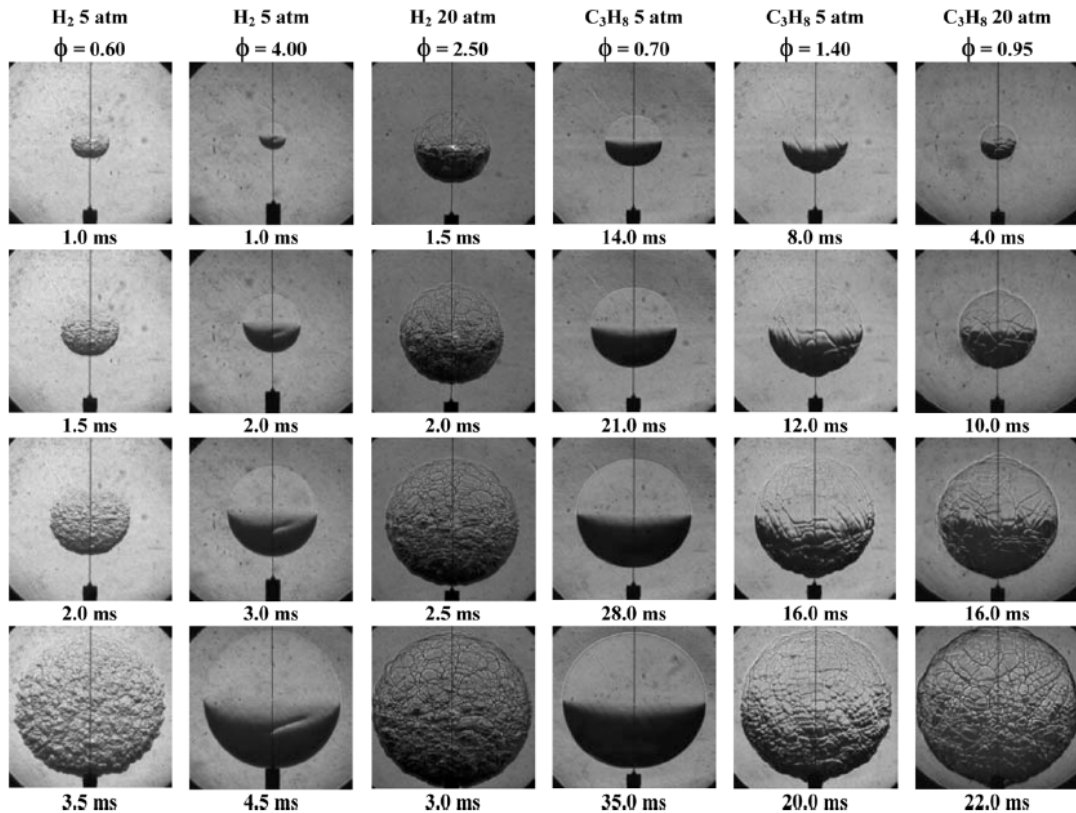 H₂ 5 atm H₂ 5 atm H₂ 20 atm C₃H₈ 5 atm C₃H₈ 5 atm C₃H₈ 20 atm
ϕ = 0.60 ϕ = 4.00 ϕ = 2.50 ϕ = 0.70 ϕ = 1.40 ϕ = 0.95
1.0 ms 1.0 ms 1.5 ms 14.0 ms 8.0 ms 4.0 ms
1.5 ms 2.0 ms 2.0 ms 21.0 ms 12.0 ms 10.0 ms
2.0 ms 3.0 ms 2.5 ms 28.0 ms 16.0 ms 16.0 ms
3.5 ms 4.5 ms 3.0 ms 35.0 ms 20.0 ms 22.0 ms